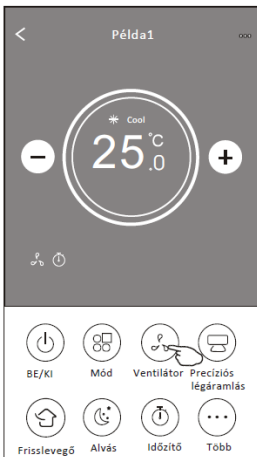 Példa1
Cool
25.0 °C
BE/KI Mód Ventilátor Precíziós légáramlás
Frisslevegő Alvás Időzítő Több